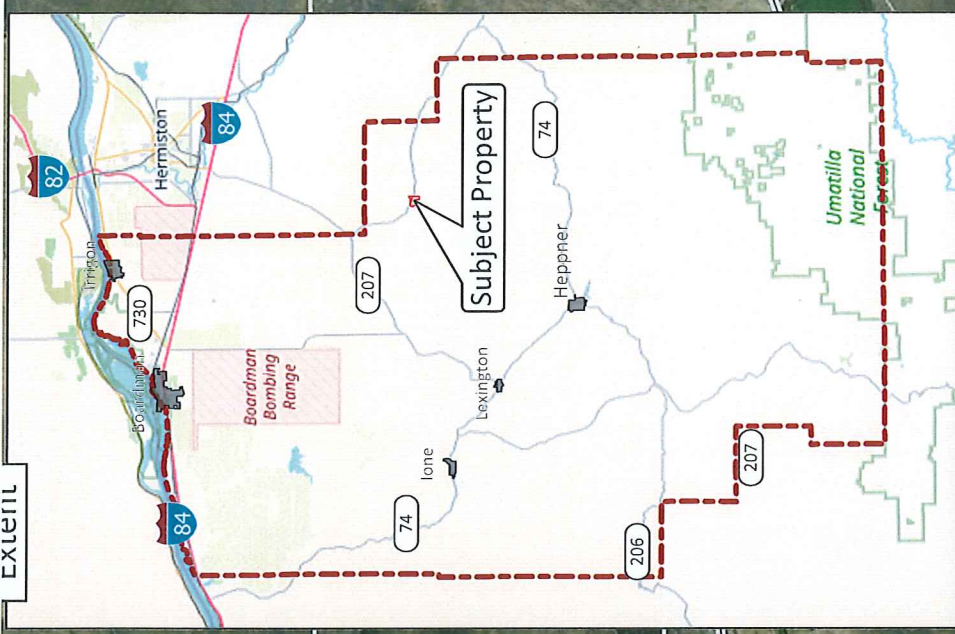 Extent
82
84
Hermiston
Irrigon
730
Boardman
84
Boardman
Bombing
Range
207
Subject Property
74
Ione
Lexington
Heppner
74
206
207
Umatilla
National
Forest